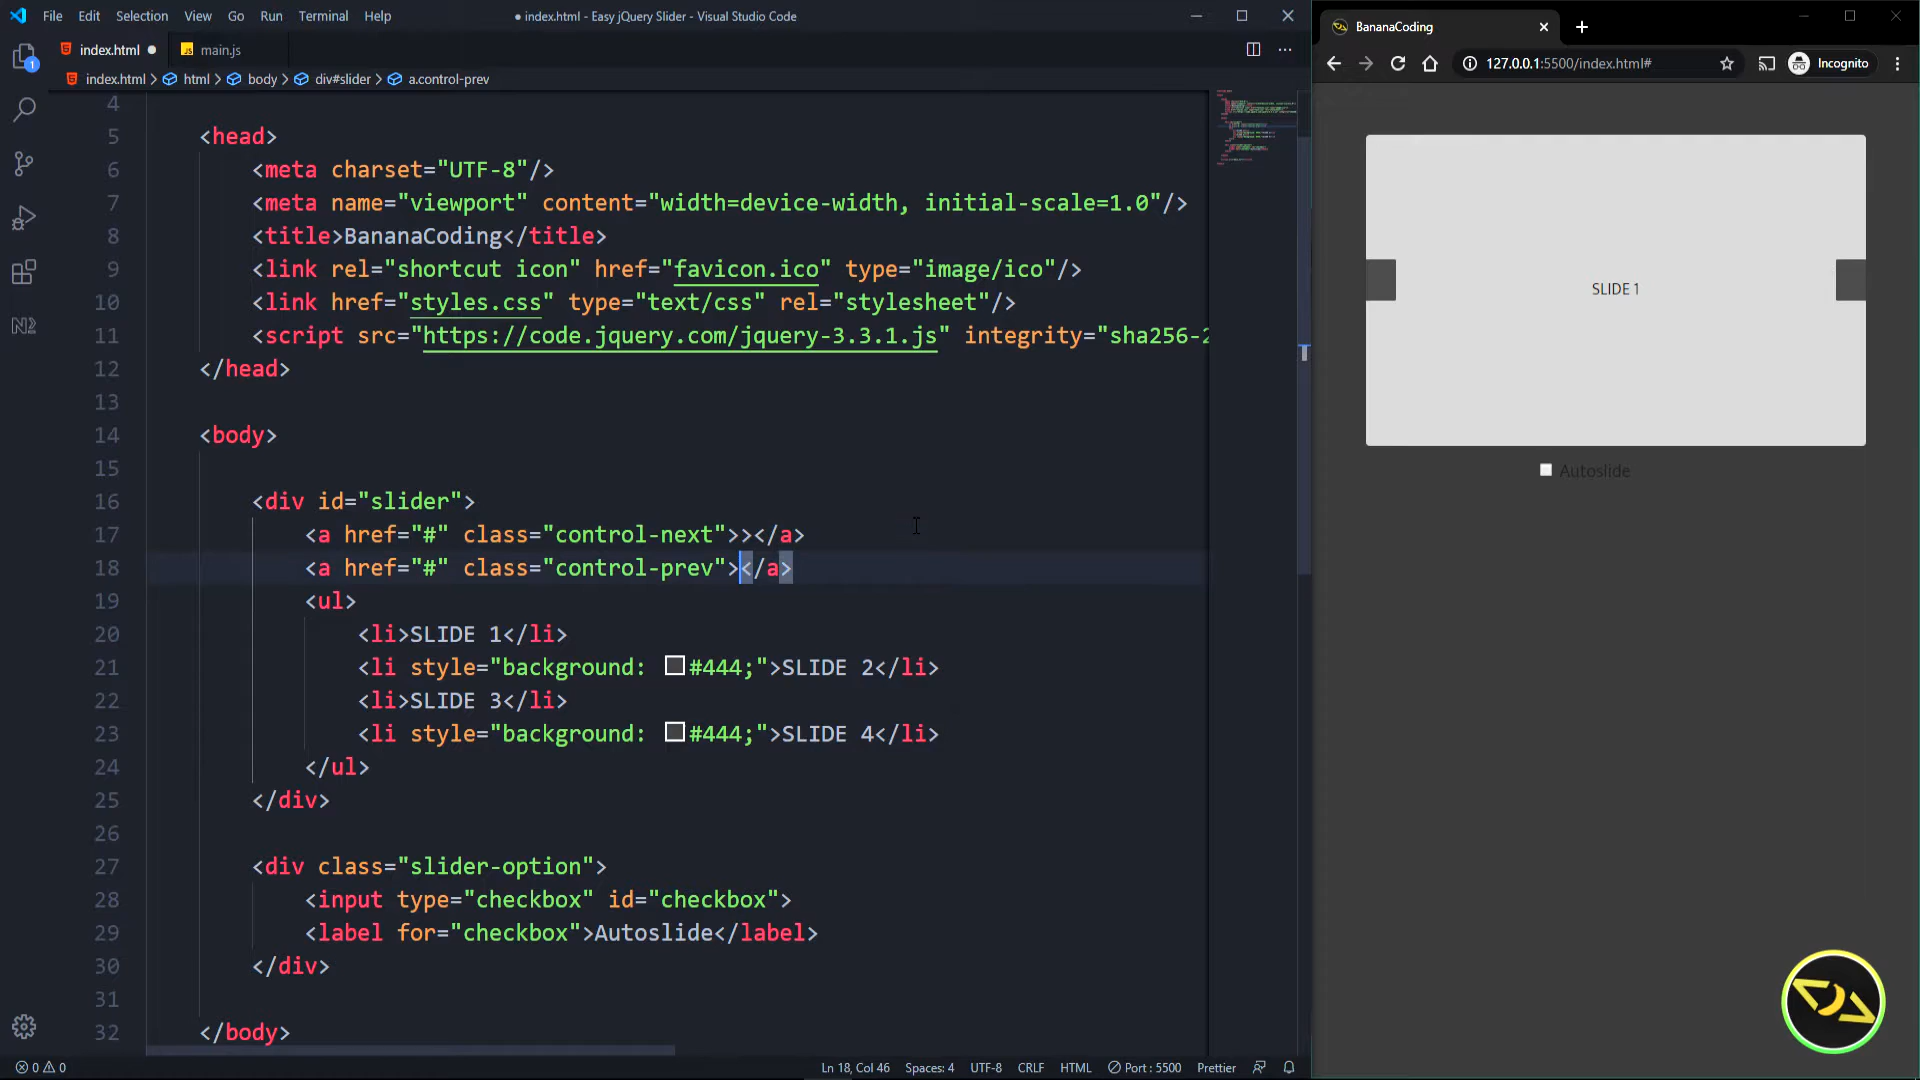 File Edit Selection View Go Run Terminal Help
● index.html - Easy jQuery Slider - Visual Studio Code
index.html ●
JS main.js
index.html > html > body > div#slider > a.control-prev
4
5 <head>
6 <meta charset="UTF-8"/>
7 <meta name="viewport" content="width=device-width, initial-scale=1.0"/>
8 <title>BananaCoding</title>
9 <link rel="shortcut icon" href="favicon.ico" type="image/ico"/>
10 <link href="styles.css" type="text/css" rel="stylesheet"/>
11 <script src="https://code.jquery.com/jquery-3.3.1.js" integrity="sha256-2
12 </head>
13
14 <body>
15
16 <div id="slider">
17 <a href="#" class="control-next">></a>
18 <a href="#" class="control-prev"></a>
19 <ul>
20 <li>SLIDE 1</li>
21 <li style="background: #444;">SLIDE 2</li>
22 <li>SLIDE 3</li>
23 <li style="background: #444;">SLIDE 4</li>
24 </ul>
25 </div>
26
27 <div class="slider-option">
28 <input type="checkbox" id="checkbox">
29 <label for="checkbox">Autoslide</label>
30 </div>
31
32 </body>
0 0 Ln 18, Col 46 Spaces: 4 UTF-8 CRLF HTML Port : 5500 Prettier
1
BananaCoding
127.0.0.1:5500/index.html# Incognito
SLIDE 1
Autoslide